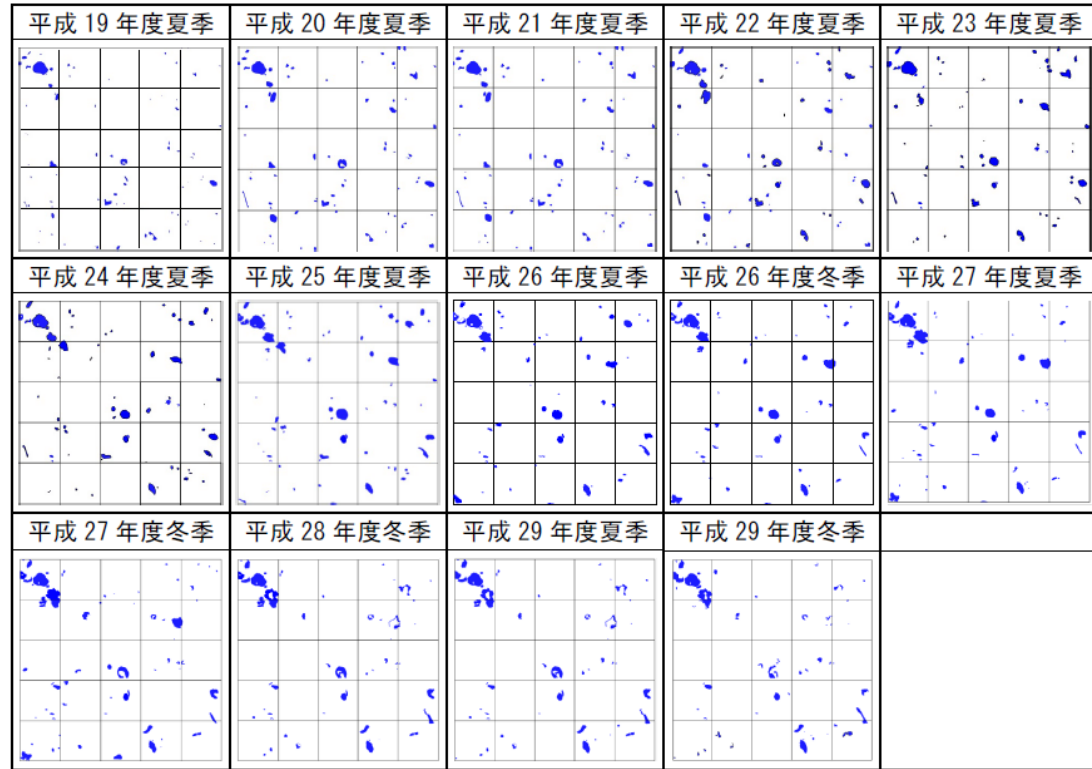 平成 19 年度夏季
平成 20 年度夏季
平成 21 年度夏季
平成 22 年度夏季
平成 23 年度夏季
平成 24 年度夏季
平成 25 年度夏季
平成 26 年度夏季
平成 26 年度冬季
平成 27 年度夏季
平成 27 年度冬季
平成 28 年度冬季
平成 29 年度夏季
平成 29 年度冬季